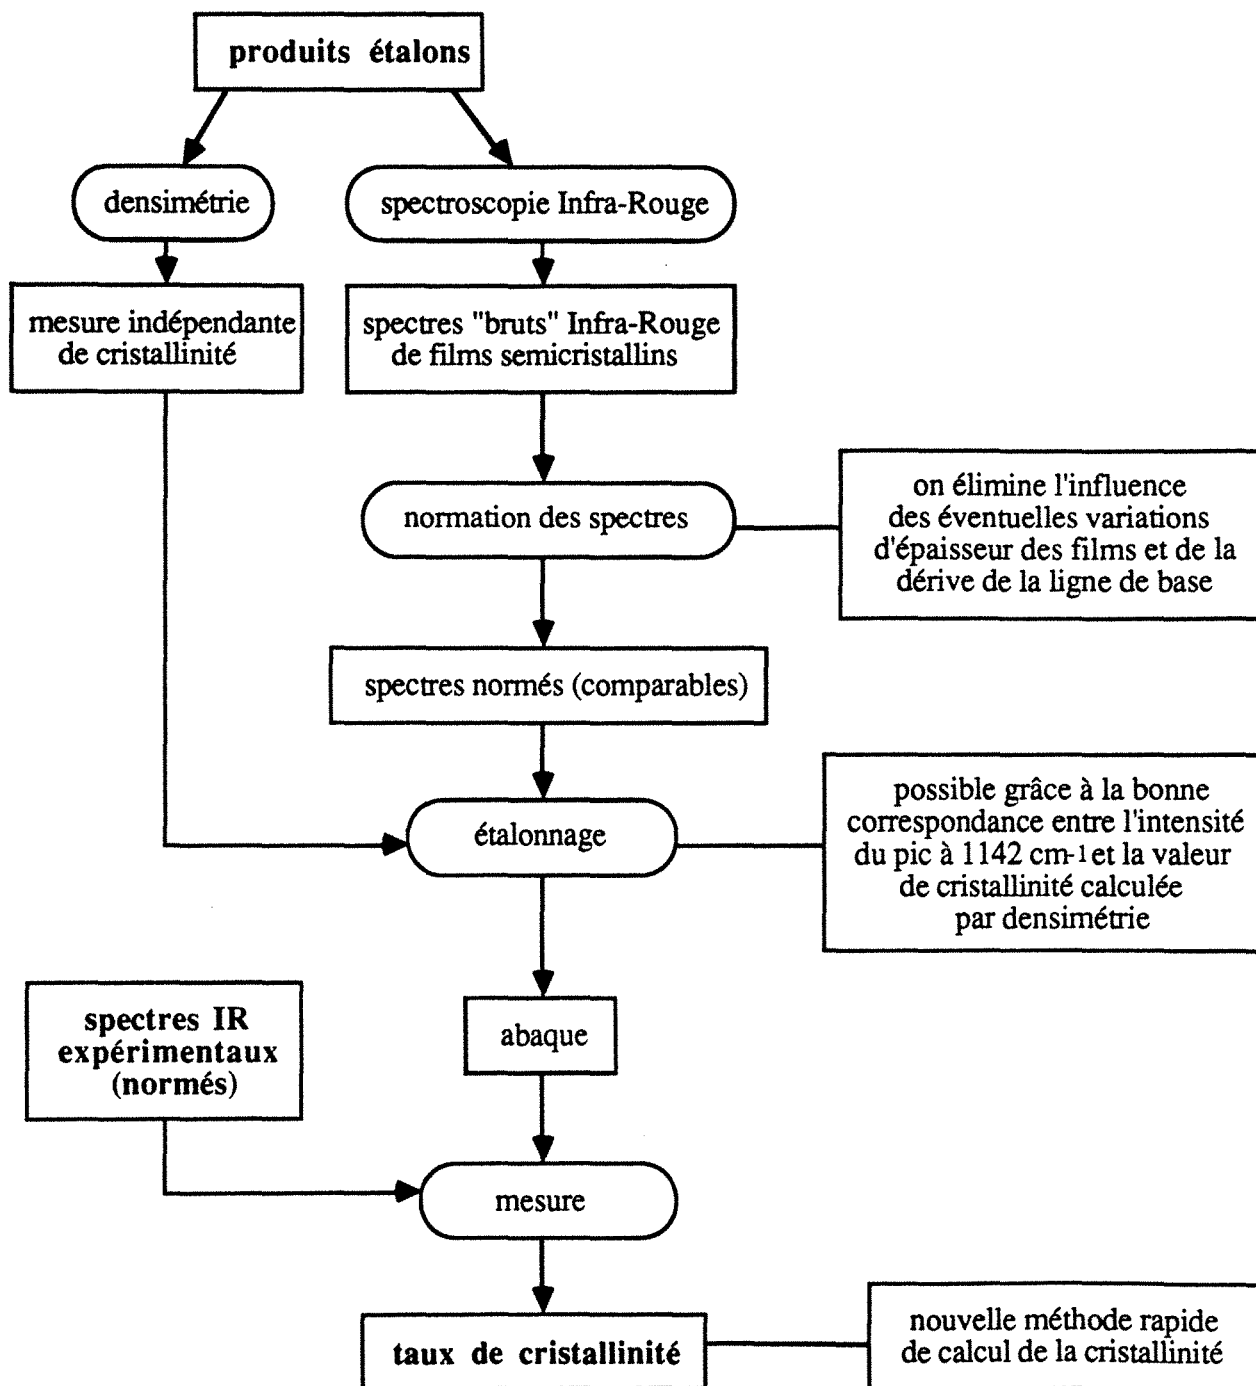 produits étalons
densimétrie
spectroscopie Infra-Rouge
mesure indépendante
de cristallinité
spectres "bruts" Infra-Rouge
de films semicristallins
normation des spectres
on élimine l'influence
des éventuelles variations
d'épaisseur des films et de la
dérive de la ligne de base
spectres normés (comparables)
étalonnage
possible grâce à la bonne
correspondance entre l'intensité
du pic à 1142 cm-1 et la valeur
de cristallinité calculée
par densimétrie
spectres IR
expérimentaux
(normés)
abaque
mesure
taux de cristallinité
nouvelle méthode rapide
de calcul de la cristallinité